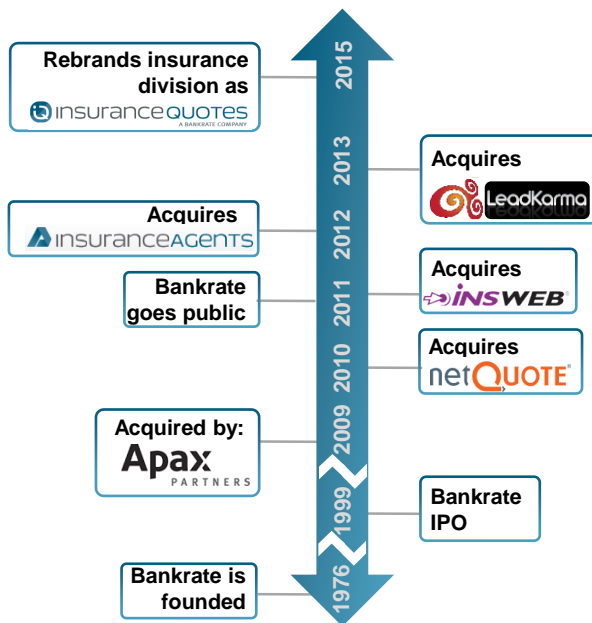 2015
Rebrands insurance
division as
insuranceQUOTES
A BANKRATE COMPANY
2013
Acquires
LeadKarma
2012
Acquires
insuranceAGENTS
2011
Acquires
INSWEB
Bankrate
goes public
2010
Acquires
netQUOTE
2009
Acquired by:
Apax
PARTNERS
1999
Bankrate
IPO
1976
Bankrate is
founded